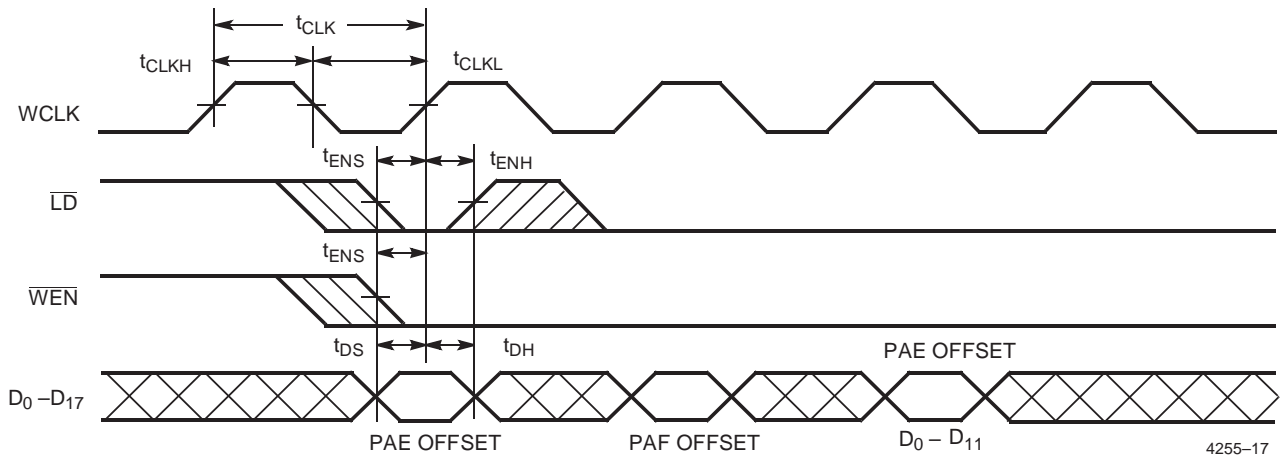 tCLK
tCLKH
tCLKL
WCLK
tENS
tENH
LD
tENS
WEN
tDS
tDH
PAE OFFSET
D0 –D17
PAE OFFSET
PAF OFFSET
D0 – D11
4255–17